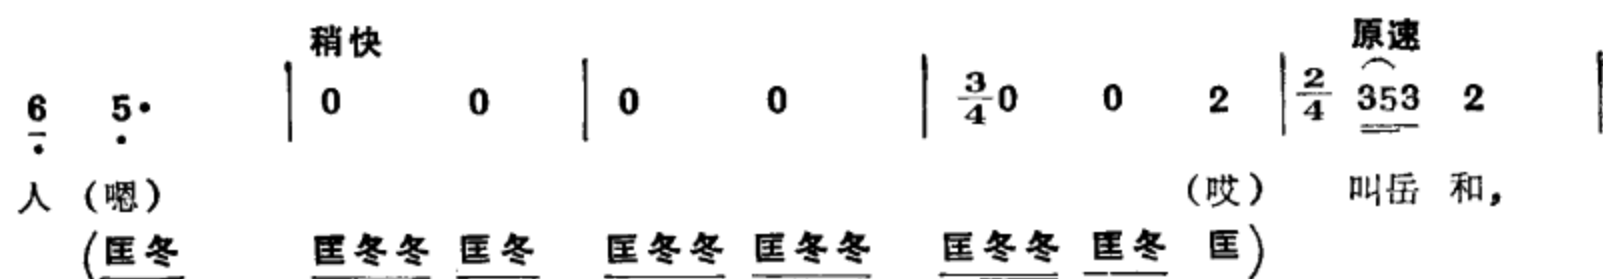 稍快 原速
6 5· | 0 0 | 0 0 | 3/4 0 0 2 | 2/4 353 2 |
人 (嗯) (哎) 叫岳 和,
(匡冬 匡冬冬 匡冬 匡冬冬 匡冬冬 匡冬冬 匡冬 匡)